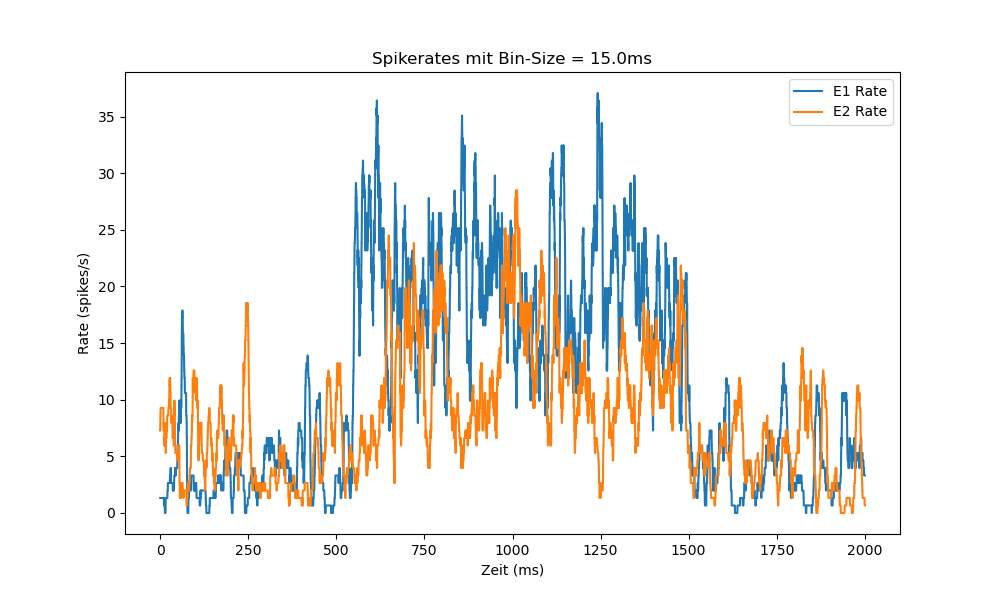 Spikerates mit Bin-Size = 15.0ms
E1 Rate
E2 Rate
Rate (spikes/s)
35
30
25
20
15
10
5
0
0 250 500 750 1000 1250 1500 1750 2000
Zeit (ms)